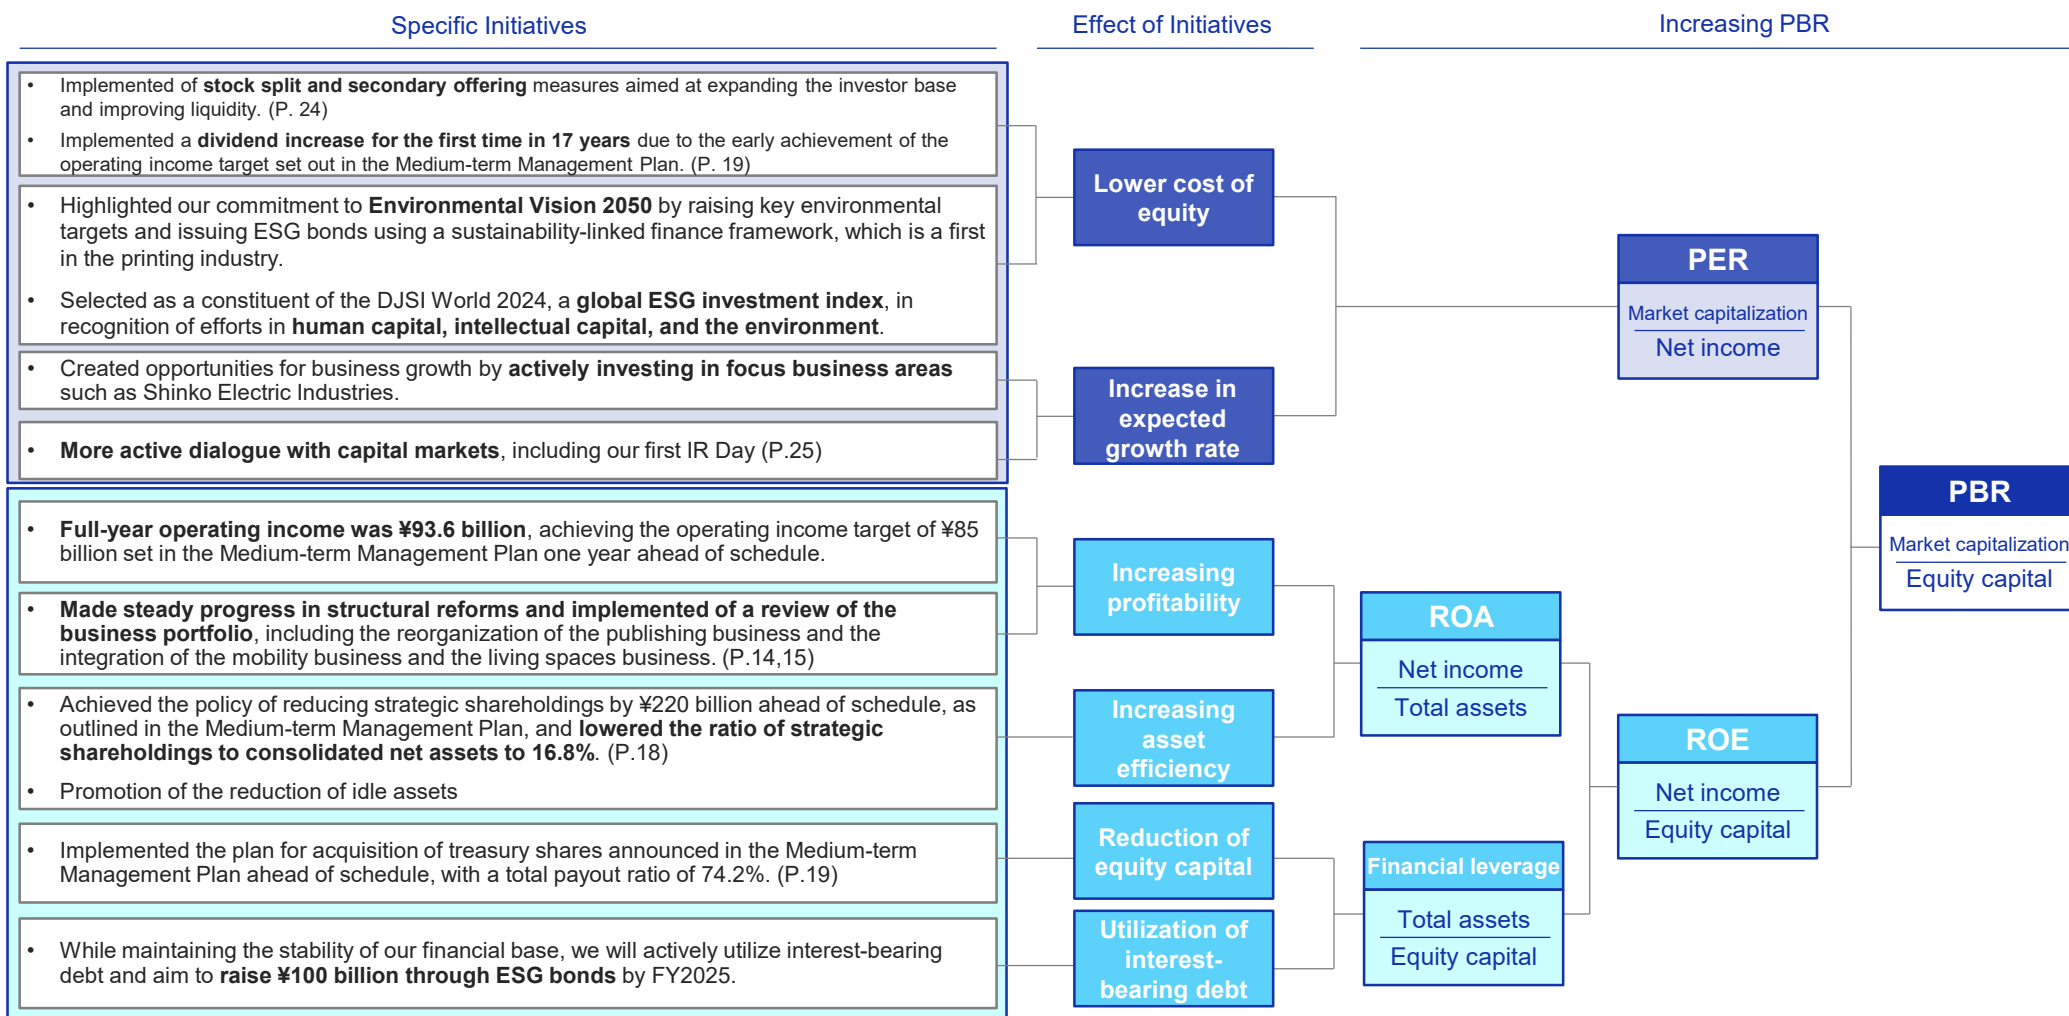 Specific Initiatives
Effect of Initiatives
Increasing PBR
• Implemented of stock split and secondary offering measures aimed at expanding the investor base
and improving liquidity. (P. 24)
• Implemented a dividend increase for the first time in 17 years due to the early achievement of the
operating income target set out in the Medium-term Management Plan. (P. 19)
• Highlighted our commitment to Environmental Vision 2050 by raising key environmental
targets and issuing ESG bonds using a sustainability-linked finance framework, which is a first
in the printing industry.
• Selected as a constituent of the DJSI World 2024, a global ESG investment index, in
recognition of efforts in human capital, intellectual capital, and the environment.
• Created opportunities for business growth by actively investing in focus business areas
such as Shinko Electric Industries.
• More active dialogue with capital markets, including our first IR Day (P.25)
• Full-year operating income was ¥93.6 billion, achieving the operating income target of ¥85
billion set in the Medium-term Management Plan one year ahead of schedule.
• Made steady progress in structural reforms and implemented of a review of the
business portfolio, including the reorganization of the publishing business and the
integration of the mobility business and the living spaces business. (P.14,15)
• Achieved the policy of reducing strategic shareholdings by ¥220 billion ahead of schedule, as
outlined in the Medium-term Management Plan, and lowered the ratio of strategic
shareholdings to consolidated net assets to 16.8%. (P.18)
• Promotion of the reduction of idle assets
• Implemented the plan for acquisition of treasury shares announced in the Medium-term
Management Plan ahead of schedule, with a total payout ratio of 74.2%. (P.19)
• While maintaining the stability of our financial base, we will actively utilize interest-bearing
debt and aim to raise ¥100 billion through ESG bonds by FY2025.
Lower cost of
equity
Increase in
expected
growth rate
Increasing
profitability
Increasing
asset
efficiency
Reduction of
equity capital
Utilization of
interest-
bearing debt
ROA
Net income
Total assets
Financial leverage
Total assets
Equity capital
PER
Market capitalization
Net income
ROE
Net income
Equity capital
PBR
Market capitalization
Equity capital